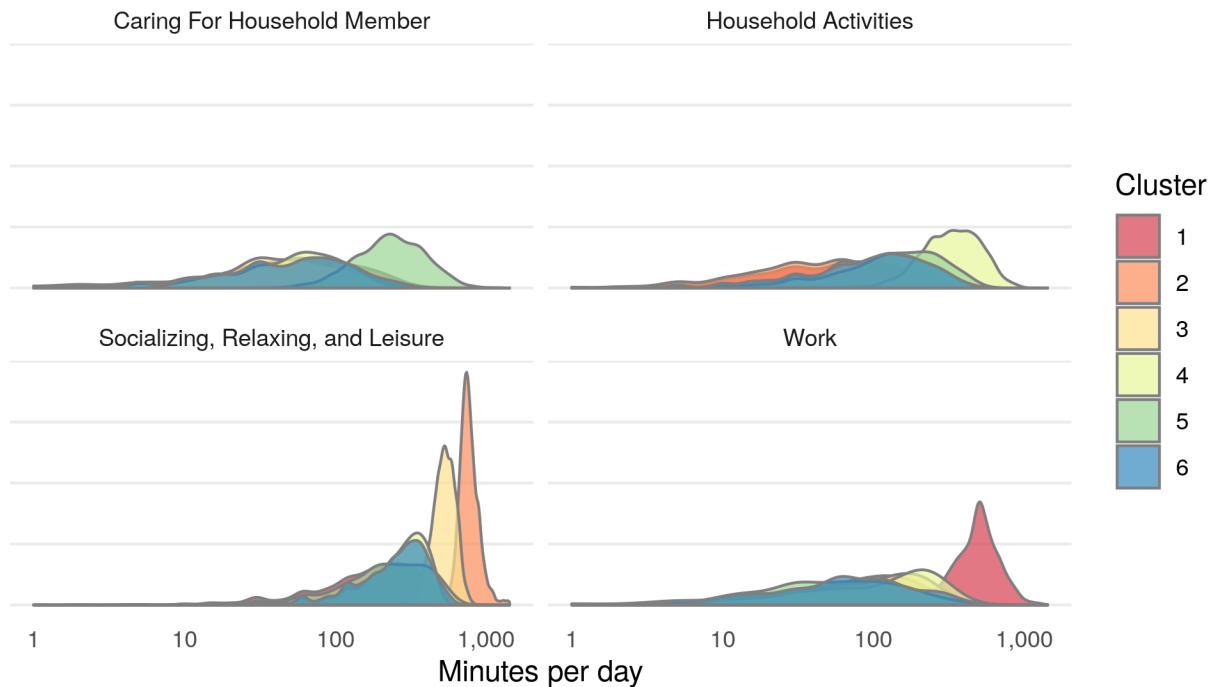 Caring For Household Member
Household Activities
Socializing, Relaxing, and Leisure
Work
1 10 100 1,000
1 10 100 1,000
Minutes per day
Cluster
1
2
3
4
5
6